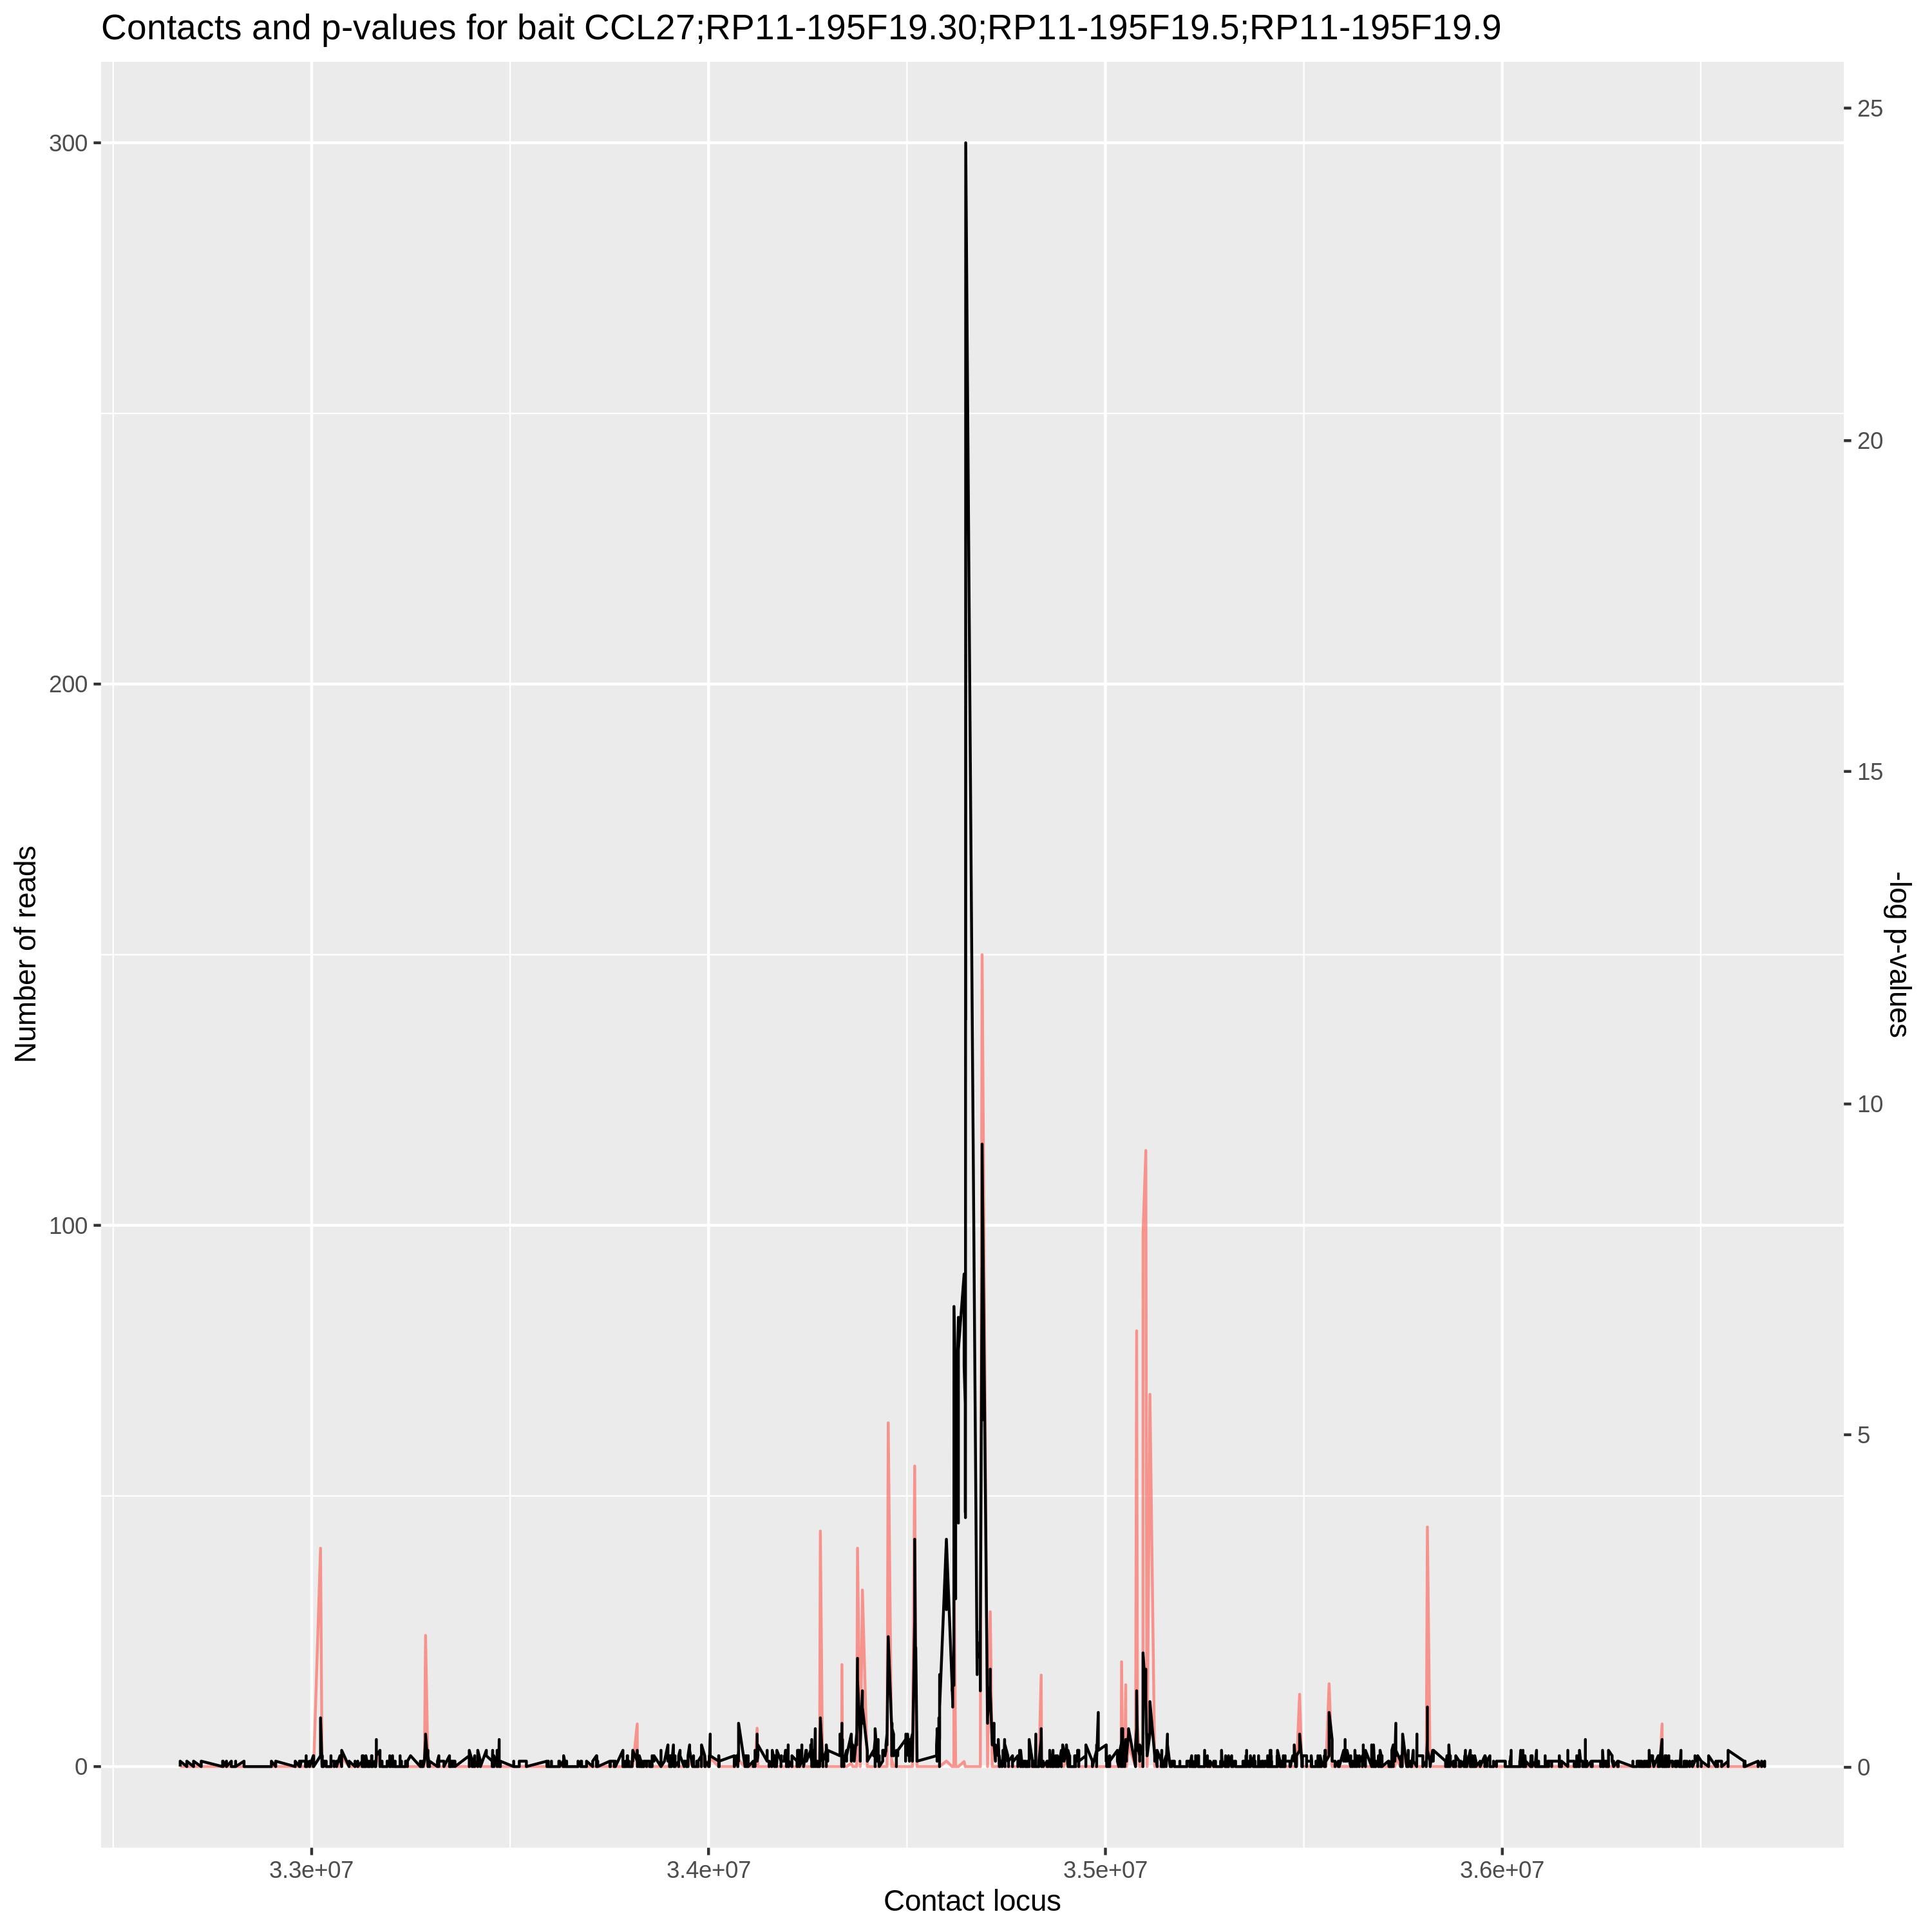 Contacts and p-values for bait CCL27;RP11-195F19.30;RP11-195F19.5;RP11-195F19.9
300
200
100
0
Number of reads
25
20
15
10
5
0
-log p-values
3.3e+07
3.4e+07
3.5e+07
3.6e+07
Contact locus